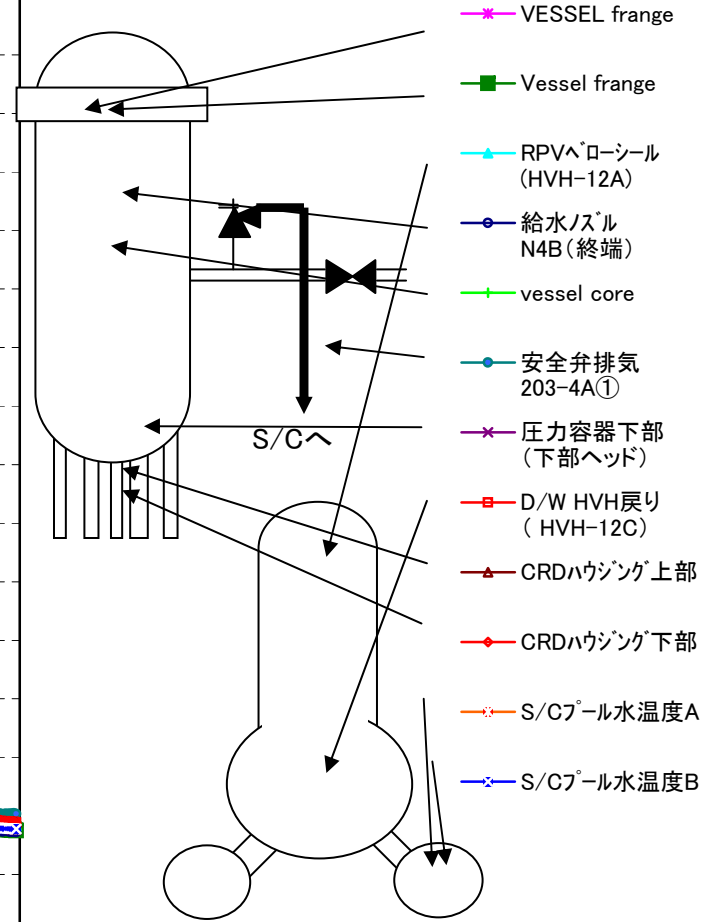 VESSEL frange
Vessel frange
RPVベローシール
(HVH-12A)
給水ノズル
N4B(終端)
vessel core
安全弁排気
203-4A①
圧力容器下部
(下部ヘッド)
D/W HVH戻り
( HVH-12C)
CRDハウジング上部
CRDハウジング下部
S/Cプール水温度A
S/Cプール水温度B
S/Cへ